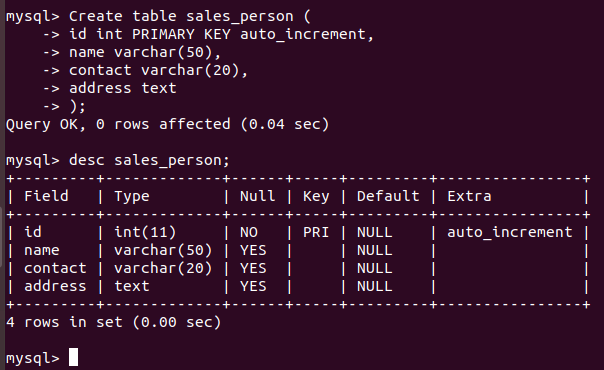 mysql> Create table sales_person (
    -> id int PRIMARY KEY auto_increment,
    -> name varchar(50),
    -> contact varchar(20),
    -> address text
    -> );
Query OK, 0 rows affected (0.04 sec)

mysql> desc sales_person;
+---------+-------------+------+-----+---------+----------------+
| Field   | Type        | Null | Key | Default | Extra          |
+---------+-------------+------+-----+---------+----------------+
| id      | int(11)     | NO   | PRI | NULL    | auto_increment |
| name    | varchar(50) | YES  |     | NULL    |                |
| contact | varchar(20) | YES  |     | NULL    |                |
| address | text        | YES  |     | NULL    |                |
+---------+-------------+------+-----+---------+----------------+
4 rows in set (0.00 sec)

mysql>